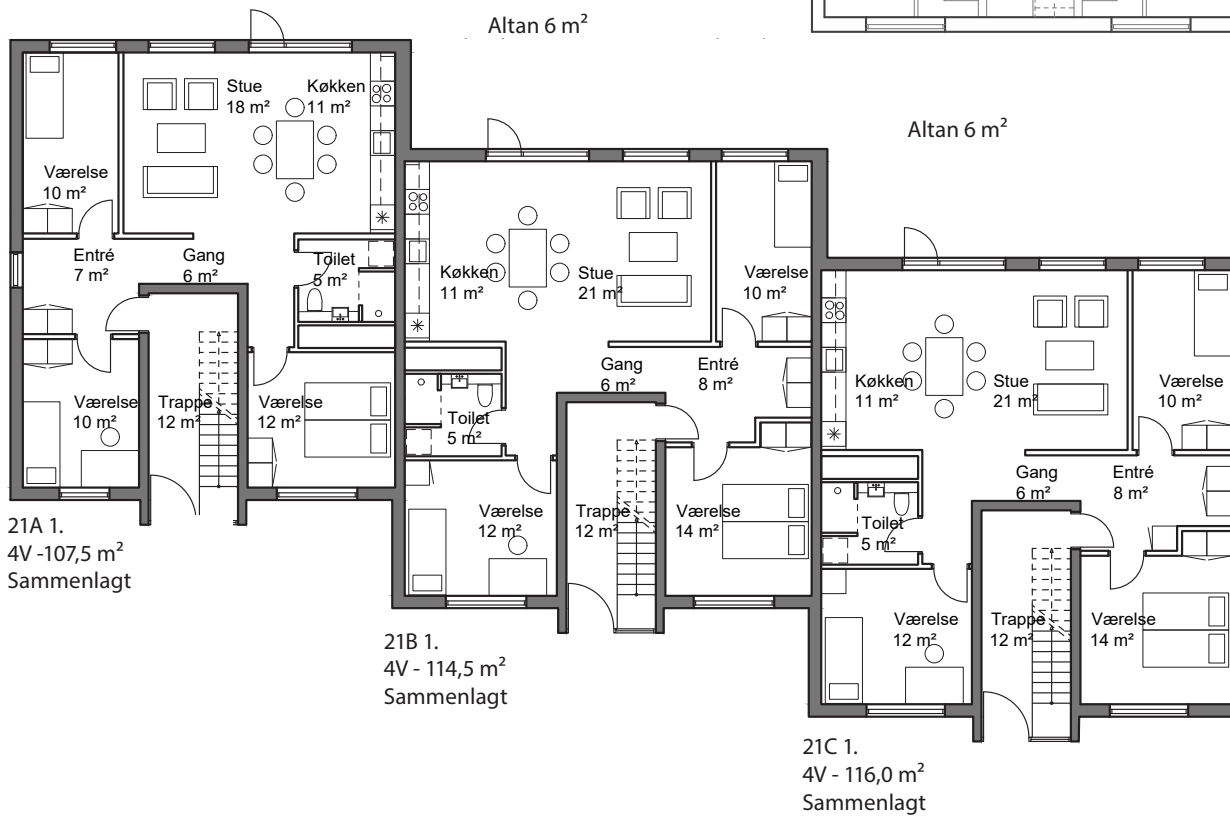 Altan 6 m²
Altan 6 m²
Stue
18 m²
Køkken
11 m²
Værelse
10 m²
Entré
7 m²
Gang
6 m²
Toilet
5 m²
Værelse
10 m²
Trappe
12 m²
Værelse
12 m²
21A 1.
4V -107,5 m²
Sammenlagt
Køkken
11 m²
Stue
21 m²
Værelse
10 m²
Gang
6 m²
Entré
8 m²
Toilet
5 m²
Værelse
12 m²
Trappe
12 m²
Værelse
14 m²
21B 1.
4V - 114,5 m²
Sammenlagt
Køkken
11 m²
Stue
21 m²
Værelse
10 m²
Gang
6 m²
Entré
8 m²
Toilet
5 m²
Værelse
12 m²
Trappe
12 m²
Værelse
14 m²
21C 1.
4V - 116,0 m²
Sammenlagt